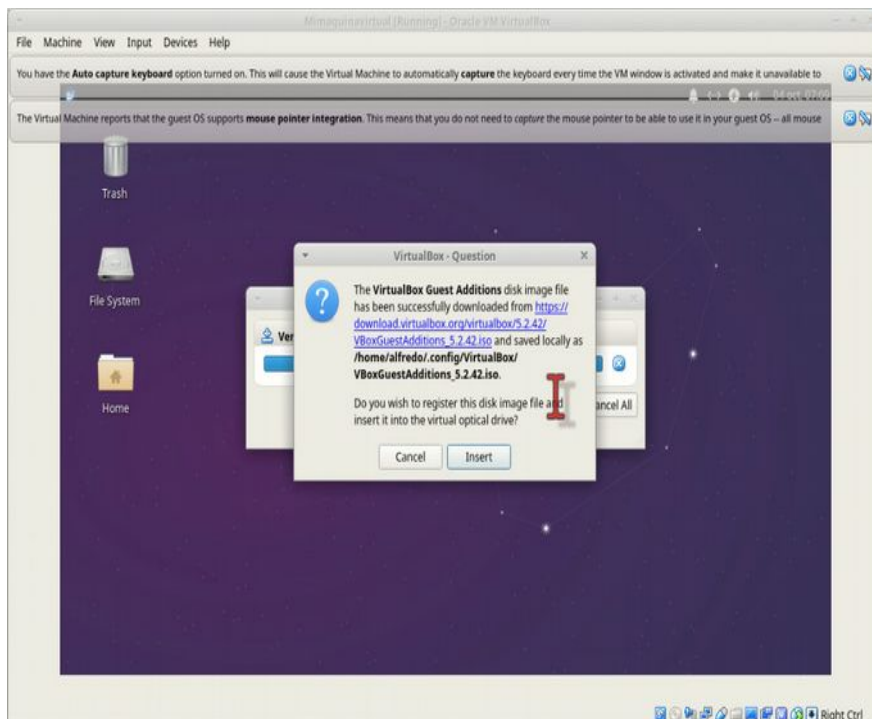 Mimaquinavirtual [Running] - Oracle VM VirtualBox
File Machine View Input Devices Help
You have the Auto capture keyboard option turned on. This will cause the Virtual Machine to automatically capture the keyboard every time the VM window is activated and make it unavailable to
04 oct, 07:09
The Virtual Machine reports that the guest OS supports mouse pointer integration. This means that you do not need to capture the mouse pointer to be able to use it in your guest OS – all mouse
Trash
File System
Home
VirtualBox - Question
The VirtualBox Guest Additions disk image file
has been successfully downloaded from https://
download.virtualbox.org/virtualbox/5.2.42/
VBoxGuestAdditions_5.2.42.iso and saved locally as
/home/alfredo/.config/VirtualBox/
VBoxGuestAdditions_5.2.42.iso.
Do you wish to register this disk image file and
insert it into the virtual optical drive?
Cancel Insert
Ver
ancel All
Right Ctrl